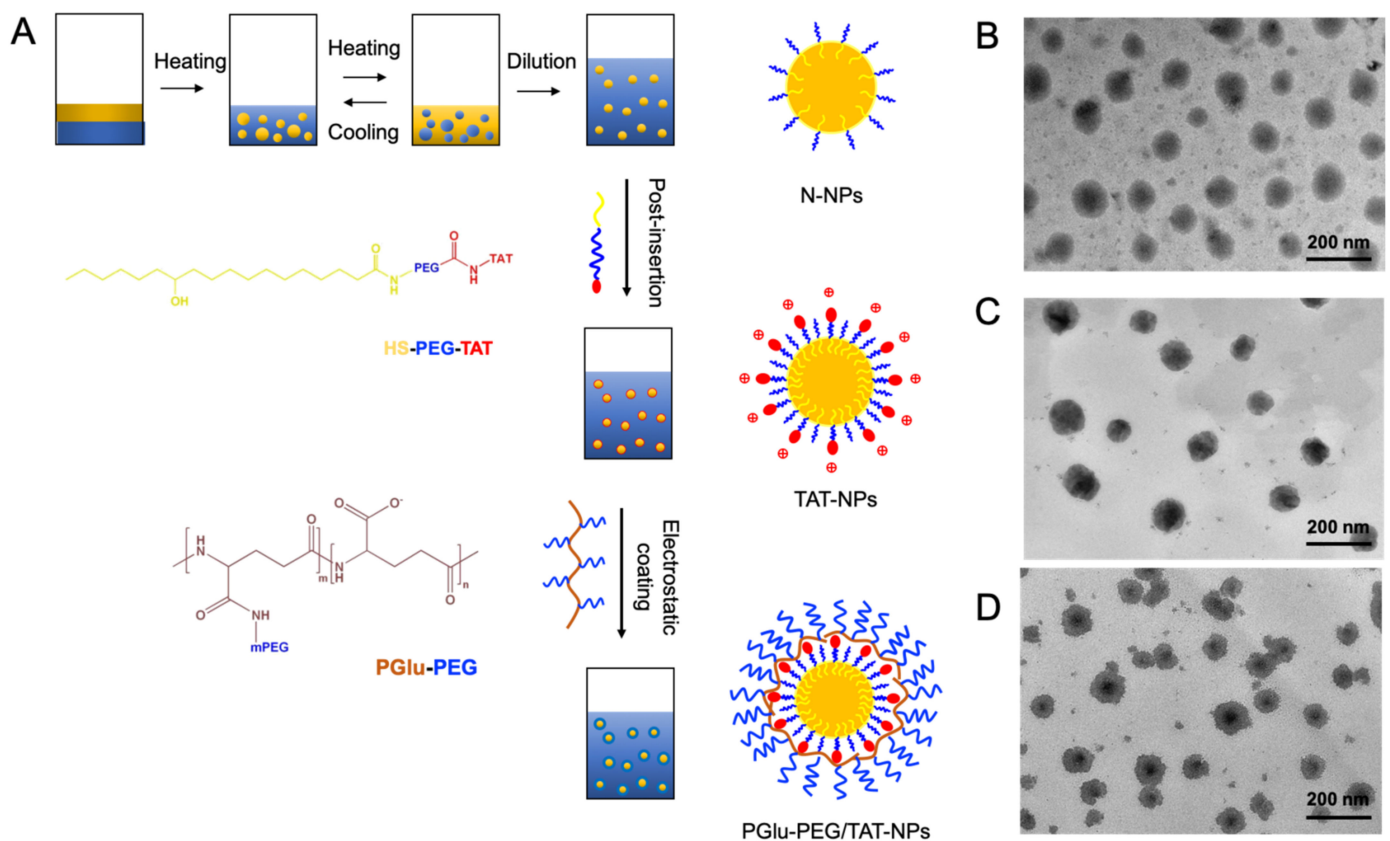 A
Heating
Heating
Cooling
Dilution
N-NPs
Post-insertion
O
N
H
PEG
O
N
H
TAT
OH
HS-PEG-TAT
TAT-NPs
Electrostatic
coating
H
N
O
m
O
NH
mPEG
O
O-
N
H
O
n
PGlu-PEG
PGlu-PEG/TAT-NPs
B
200 nm
C
200 nm
D
200 nm